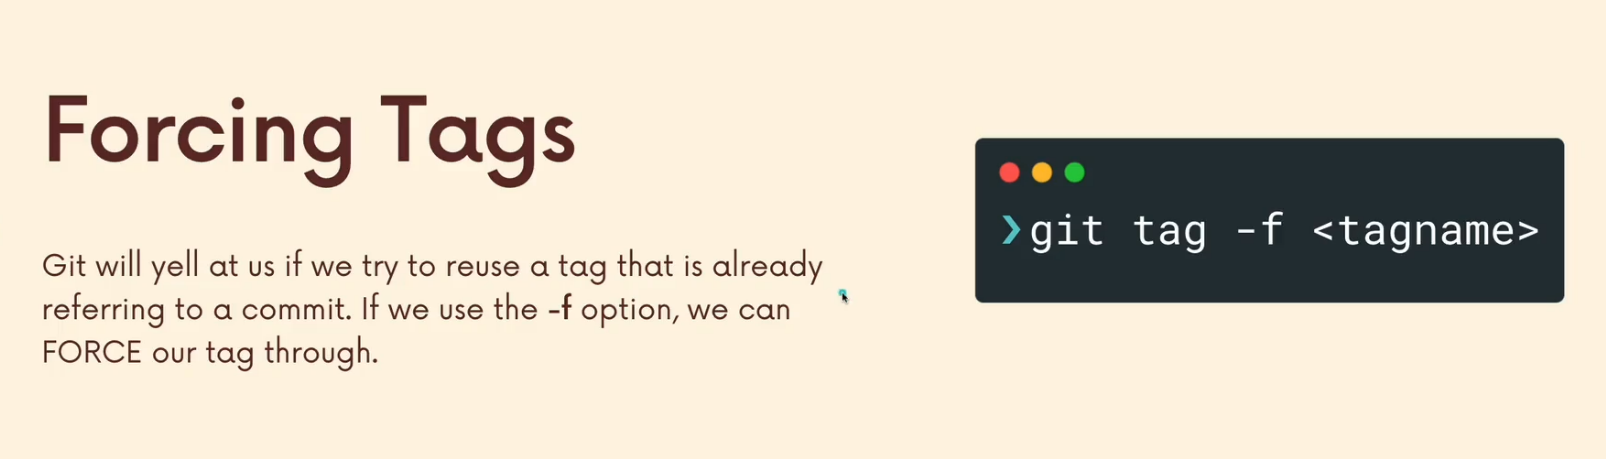 Forcing Tags
Git will yell at us if we try to reuse a tag that is already
referring to a commit. If we use the -f option, we can
FORCE our tag through.
❯git tag -f <tagname>